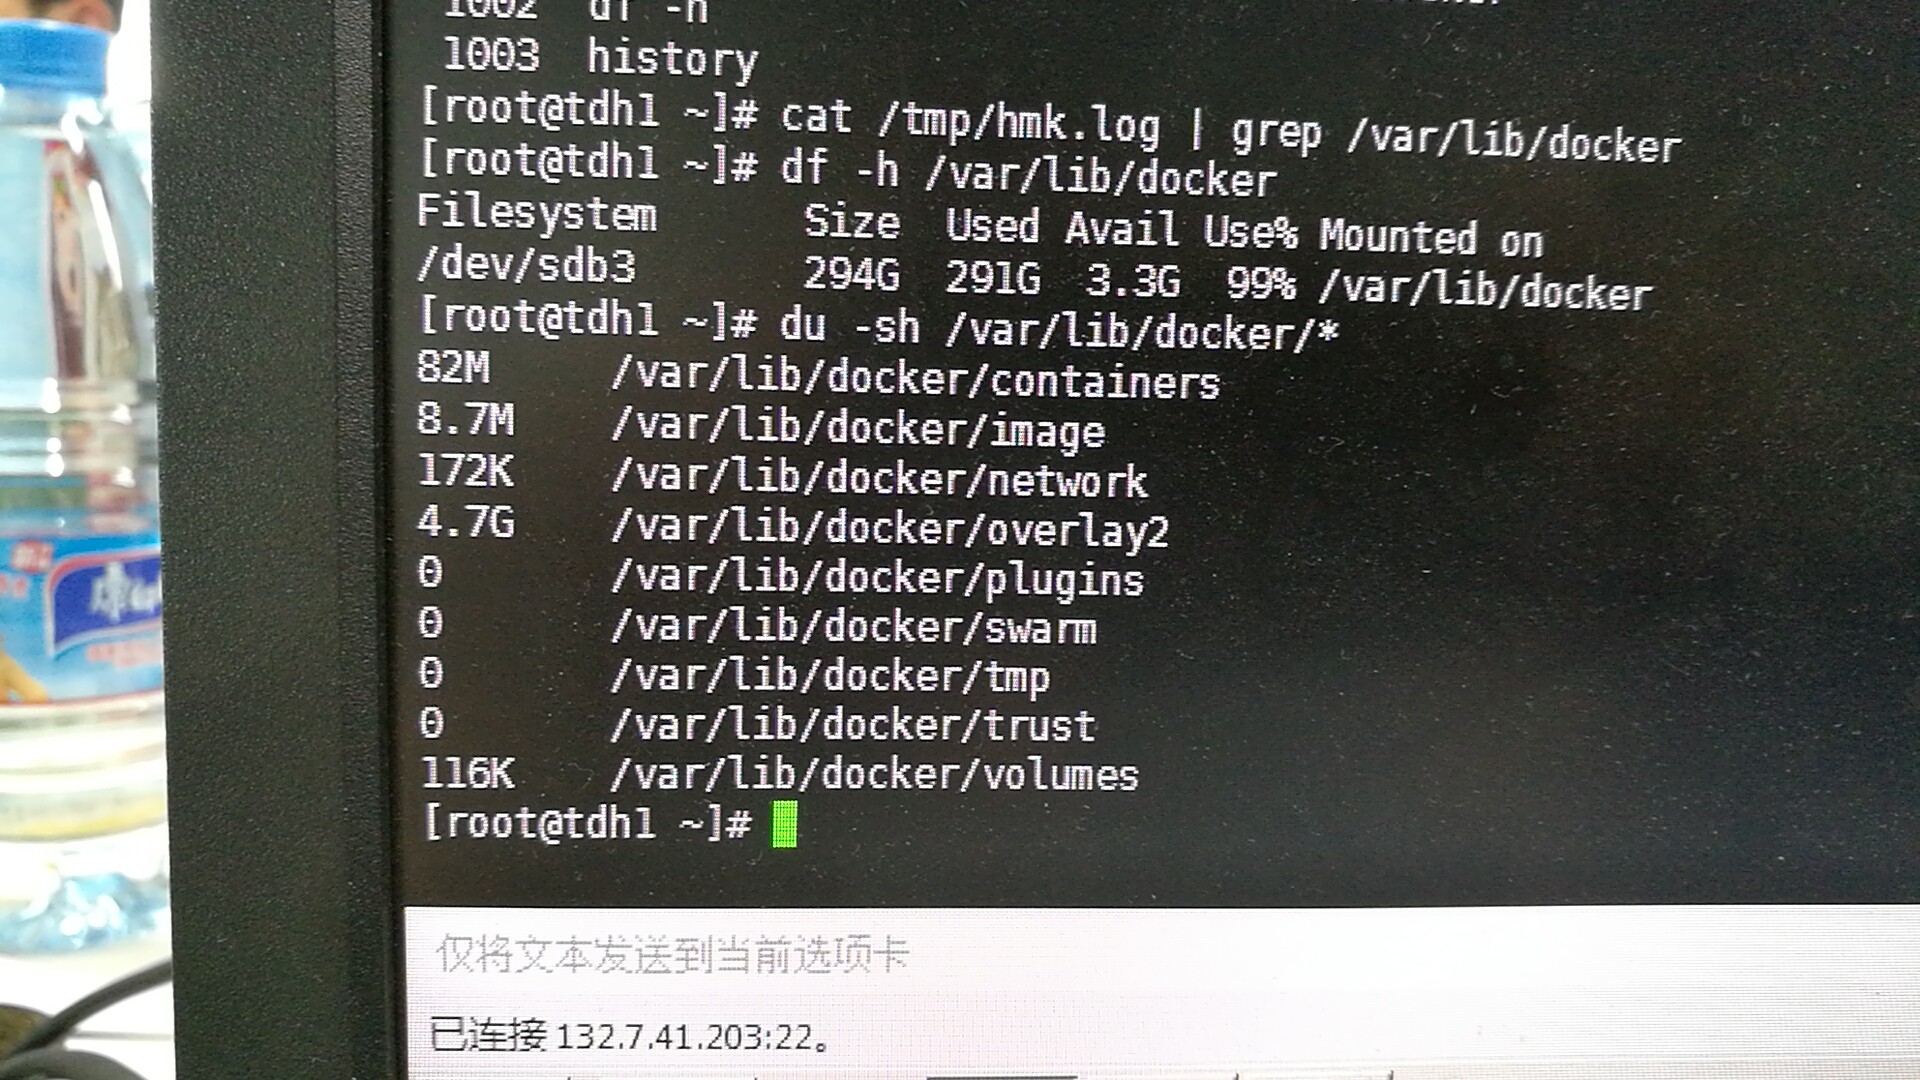 1002  df -h
1003  history
[root@tdh1 ~]# cat /tmp/hmk.log | grep /var/lib/docker
[root@tdh1 ~]# df -h /var/lib/docker
Filesystem      Size  Used Avail Use% Mounted on
/dev/sdb3       294G  291G  3.3G  99% /var/lib/docker
[root@tdh1 ~]# du -sh /var/lib/docker/*
82M     /var/lib/docker/containers
8.7M    /var/lib/docker/image
172K    /var/lib/docker/network
4.7G    /var/lib/docker/overlay2
0       /var/lib/docker/plugins
0       /var/lib/docker/swarm
0       /var/lib/docker/tmp
0       /var/lib/docker/trust
116K    /var/lib/docker/volumes
[root@tdh1 ~]#
仅将文本发送到当前选项卡
已连接 132.7.41.203:22。
康